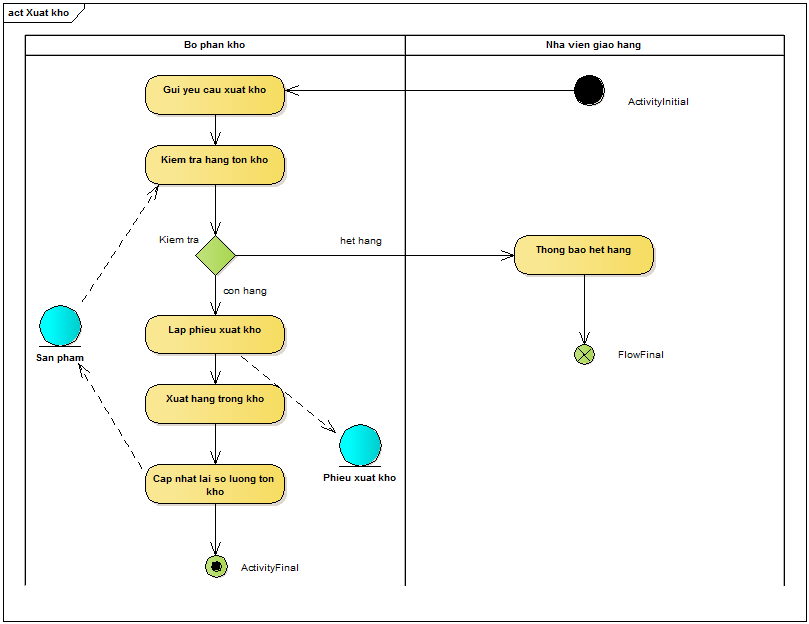 act Xuat kho
Bo phan kho
Nha vien giao hang
Gui yeu cau xuat kho
ActivityInitial
Kiem tra hang ton kho
Kiem tra
het hang
Thong bao het hang
con hang
Lap phieu xuat kho
San pham
FlowFinal
Xuat hang trong kho
Phieu xuat kho
Cap nhat lai so luong ton
kho
ActivityFinal